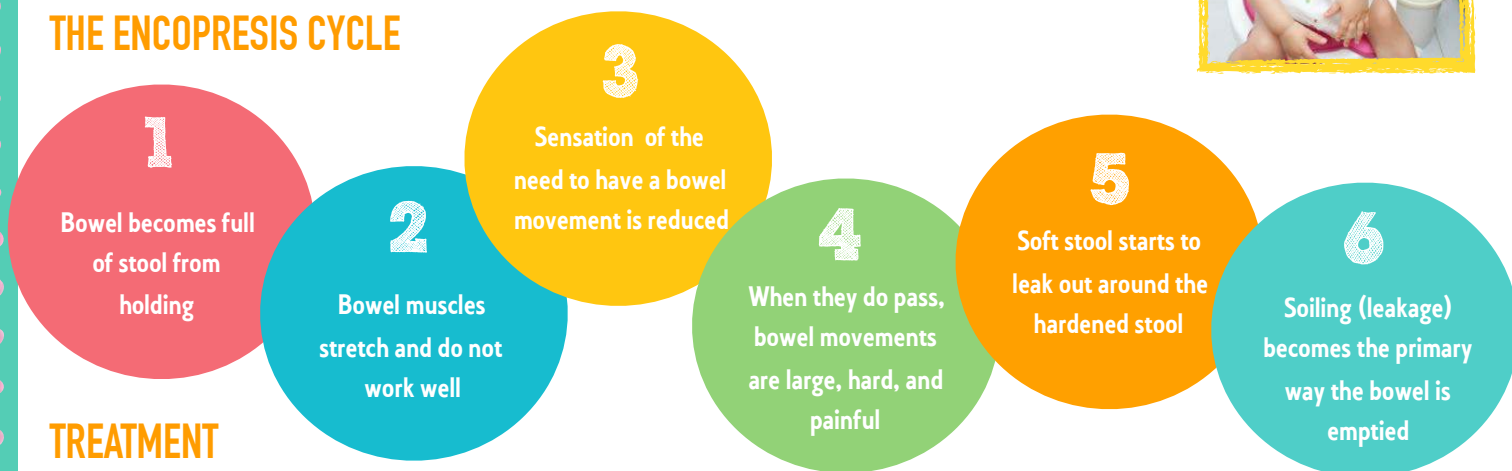 THE ENCOPRESIS CYCLE
1
Bowel becomes full
of stool from
holding
2
Bowel muscles
stretch and do not
work well
3
Sensation of the
need to have a bowel
movement is reduced
4
When they do pass,
bowel movements
are large, hard, and
painful
5
Soft stool starts to
leak out around the
hardened stool
6
Soiling (leakage)
becomes the primary
way the bowel is
emptied
TREATMENT